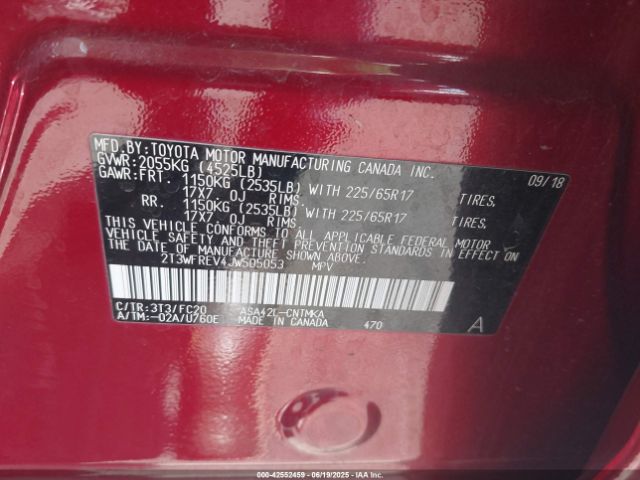 MFD.BY:TOYOTA MOTOR MANUFACTURING CANADA INC.
09/18
GVWR:2055KG (4525LB)
GAWR:FRT. 1150KG (2535LB) WITH 225/65R17 TIRES,
17X7 0J RIMS.
RR. 1150KG (2535LB) WITH 225/65R17 TIRES,
17X7 0J RIMS.
THIS VEHICLE CONFORMS TO ALL APPLICABLE FEDERAL MOTOR
VEHICLE SAFETY AND THEFT PREVENTION STANDARDS IN EFFECT ON
THE DATE OF MANUFACTURE SHOWN ABOVE.
2T3WFREV4JW505053 MPV
C/TR:3T3/FC20 ASA42L-CNTMKA
A/TM:-02A/U760E MADE IN CANADA 470 A
000-42552459 - 06/19/2025 - IAA Holdings, LLC